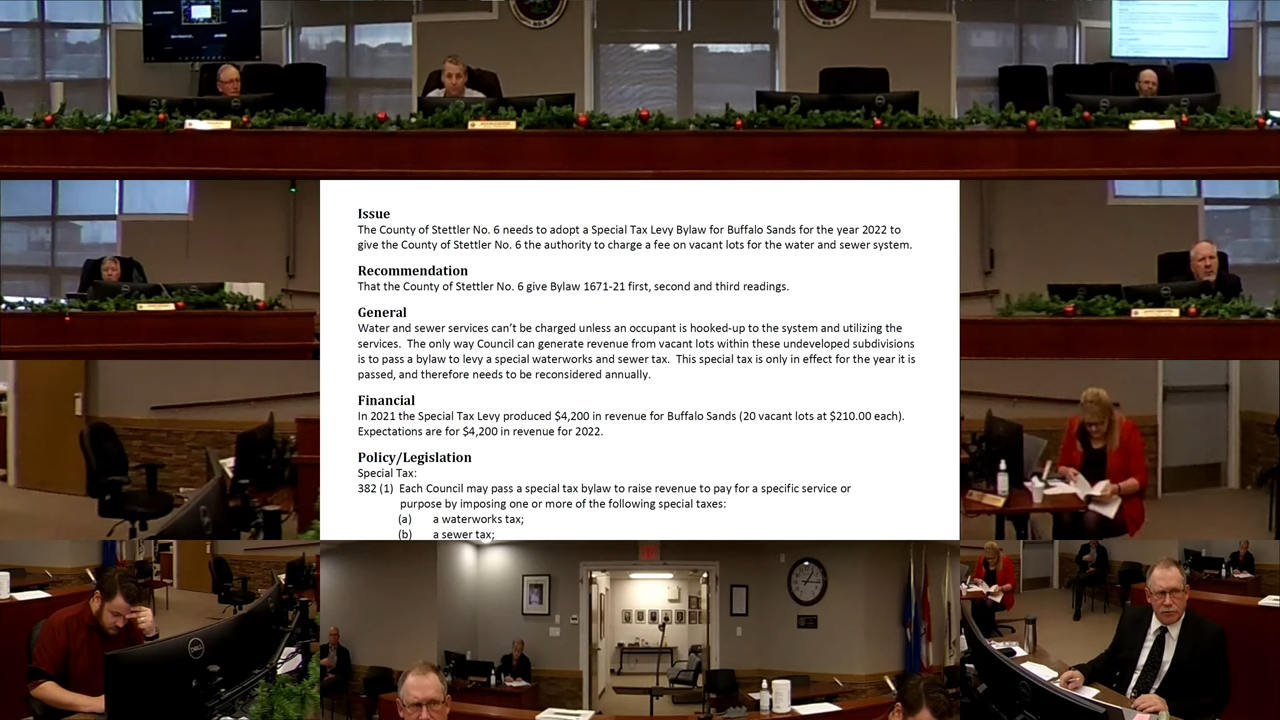 Issue
The County of Stettler No. 6 needs to adopt a Special Tax Levy Bylaw for Buffalo Sands for the year 2022 to
give the County of Stettler No. 6 the authority to charge a fee on vacant lots for the water and sewer system.
Recommendation
That the County of Stettler No. 6 give Bylaw 1671-21 first, second and third readings.
General
Water and sewer services can’t be charged unless an occupant is hooked-up to the system and utilizing the
services.  The only way Council can generate revenue from vacant lots within these undeveloped subdivisions
is to pass a bylaw to levy a special waterworks and sewer tax.  This special tax is only in effect for the year it is
passed, and therefore needs to be reconsidered annually.
Financial
In 2021 the Special Tax Levy produced $4,200 in revenue for Buffalo Sands (20 vacant lots at $210.00 each).
Expectations are for $4,200 in revenue for 2022.
Policy/Legislation
Special Tax:
382 (1)  Each Council may pass a special tax bylaw to raise revenue to pay for a specific service or
purpose by imposing one or more of the following special taxes:
(a)  a waterworks tax;
(b)  a sewer tax;
DELL